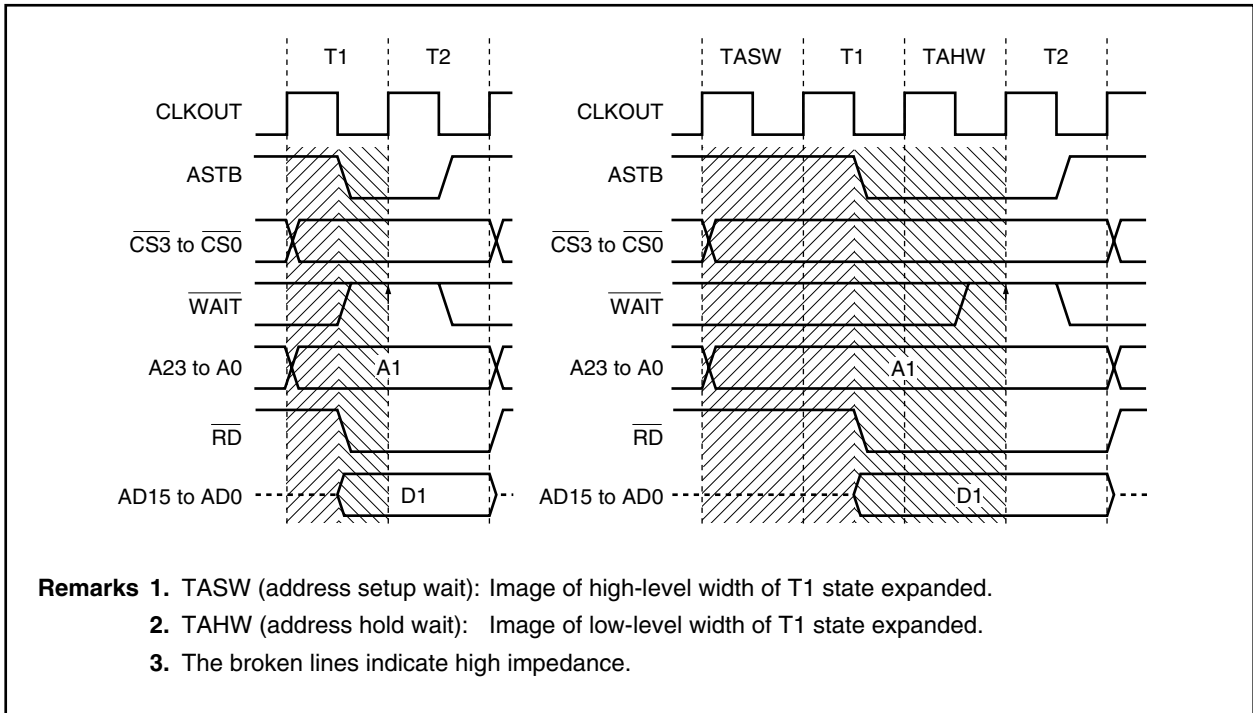 T1 T2
CLKOUT
ASTB
CS3 to CS0
WAIT
A23 to A0
A1
RD
AD15 to AD0
D1
TASW T1 TAHW T2
CLKOUT
ASTB
CS3 to CS0
WAIT
A23 to A0
A1
RD
AD15 to AD0
D1
Remarks 1. TASW (address setup wait): Image of high-level width of T1 state expanded.
2. TAHW (address hold wait): Image of low-level width of T1 state expanded.
3. The broken lines indicate high impedance.